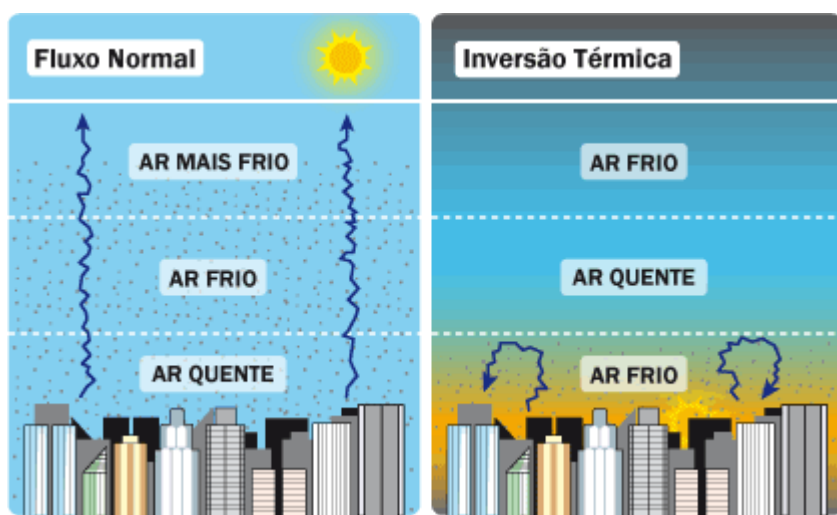 Fluxo Normal
AR MAIS FRIO
AR FRIO
AR QUENTE
Inversão Térmica
AR FRIO
AR QUENTE
AR FRIO